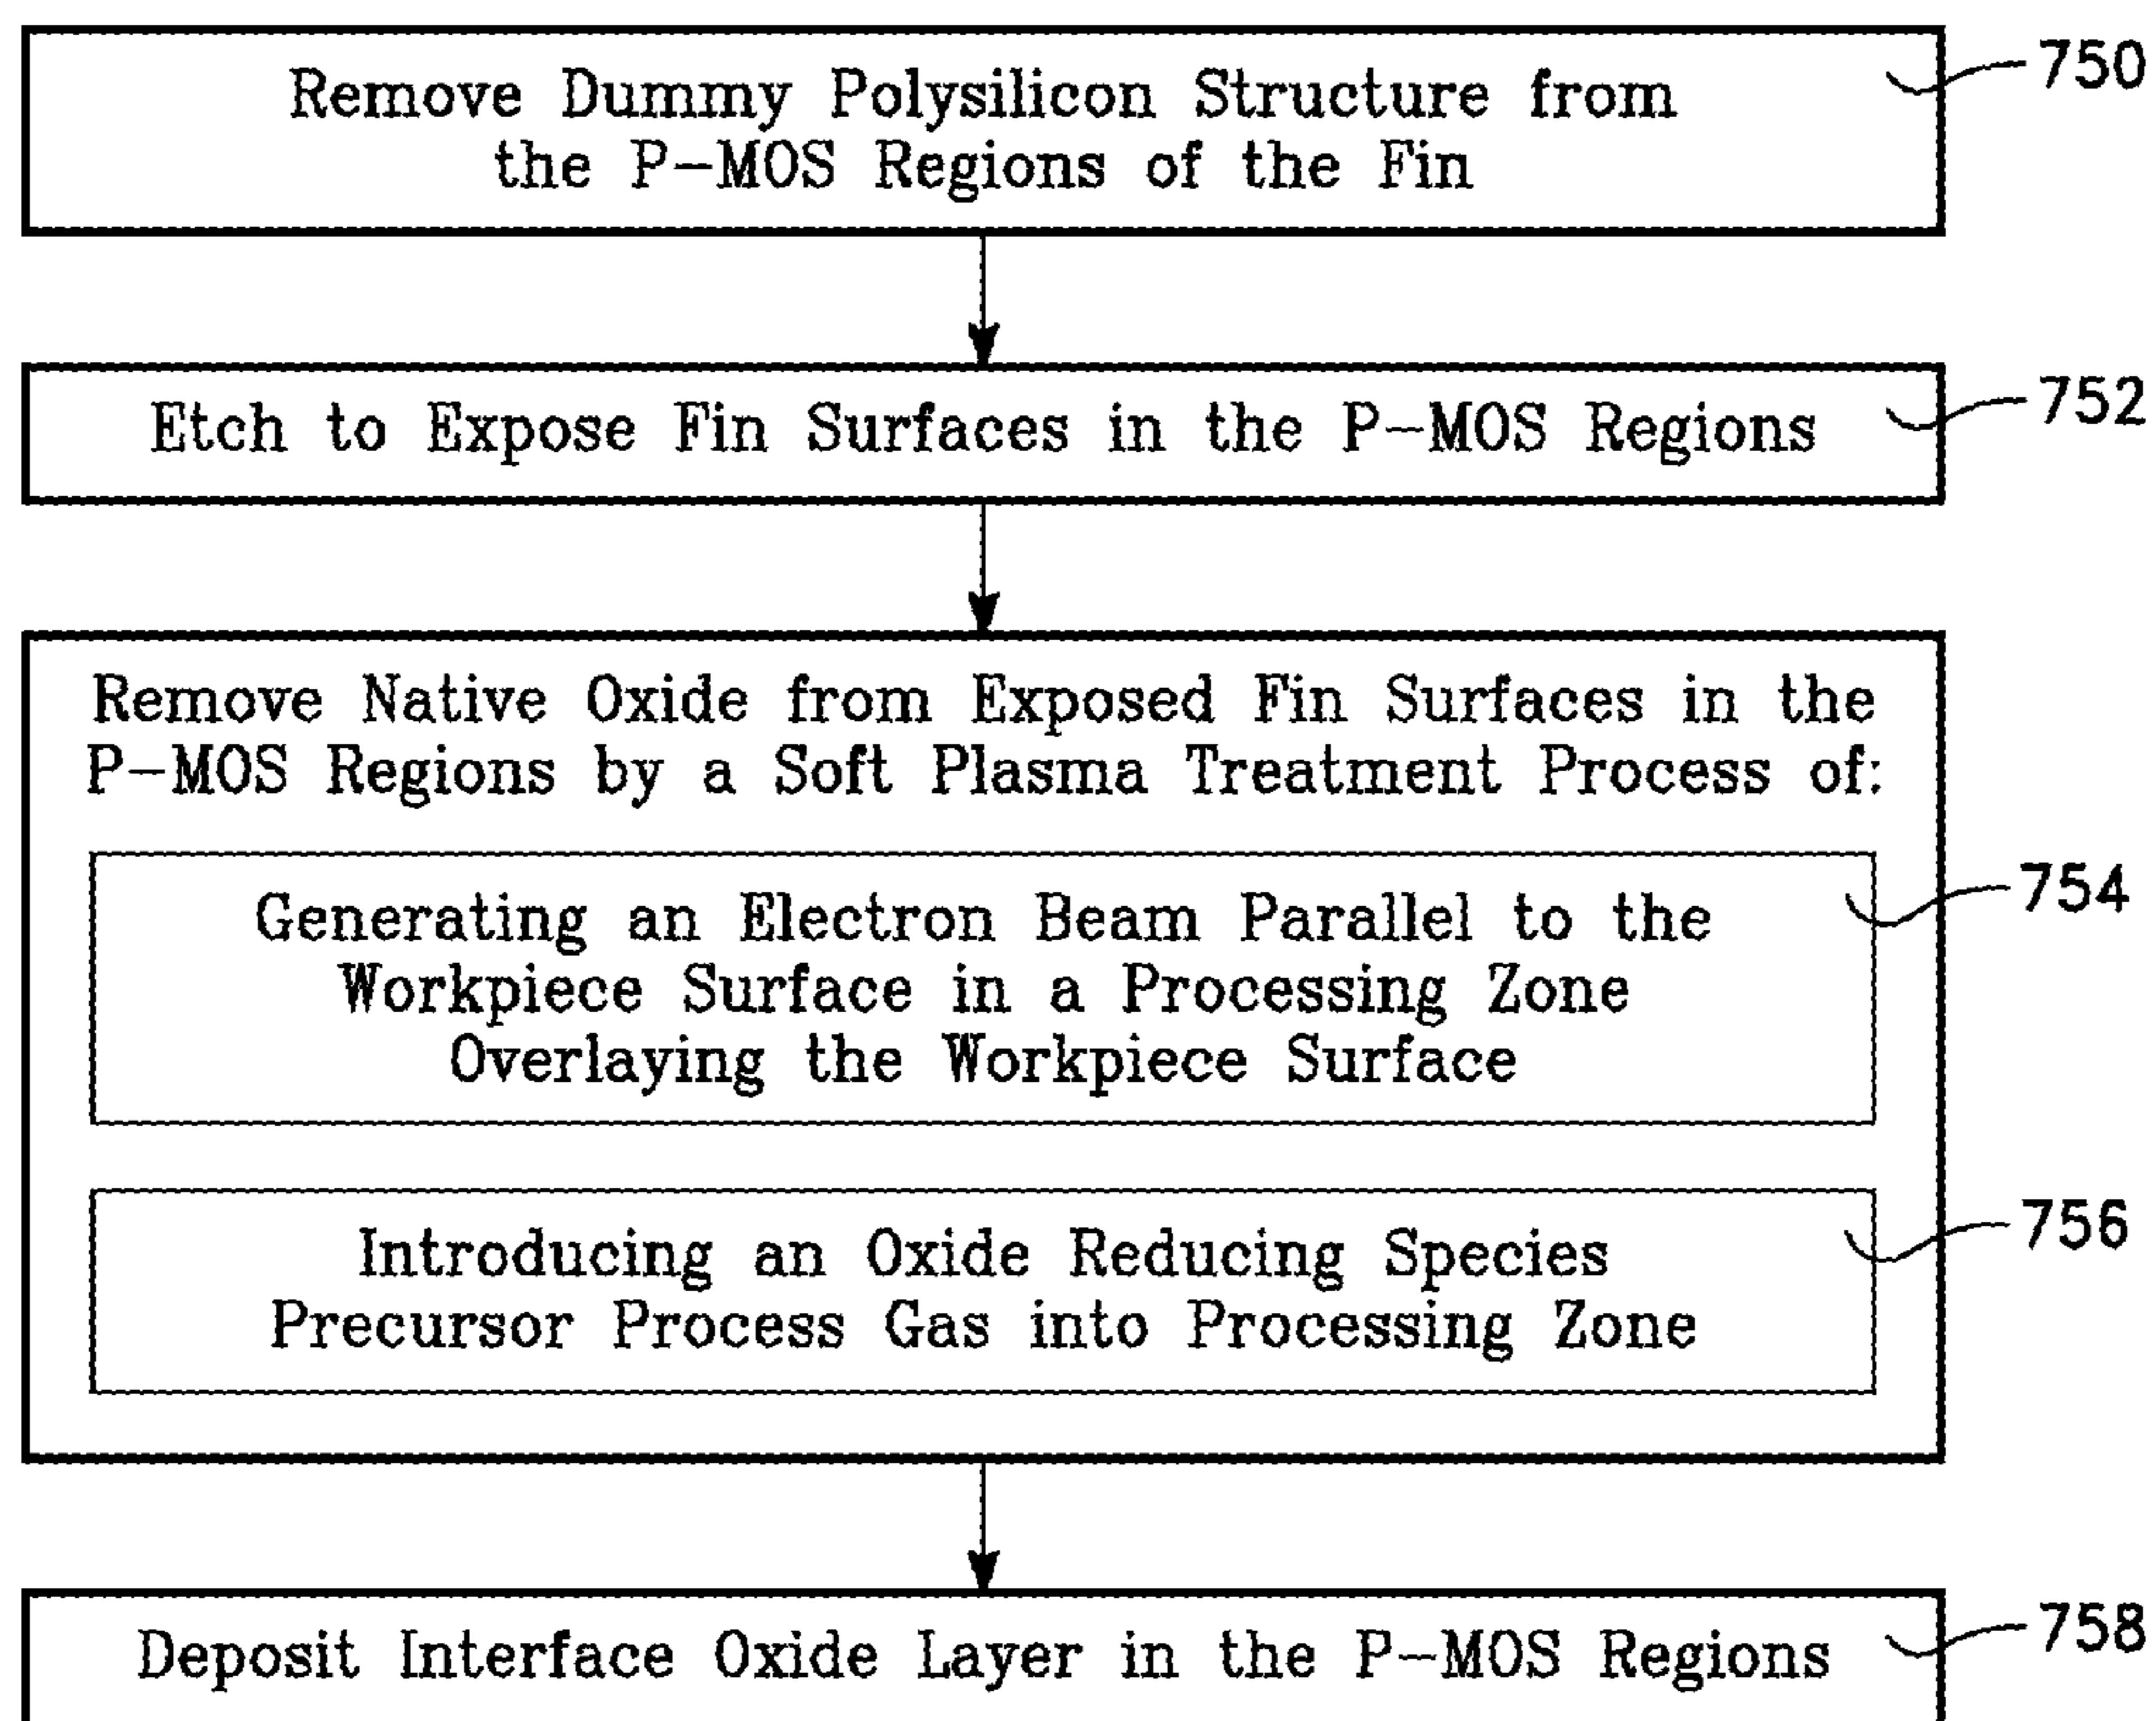 Remove Dummy Polysilicon Structure from
the P-MOS Regions of the Fin
750
Etch to Expose Fin Surfaces in the P-MOS Regions
752
Remove Native Oxide from Exposed Fin Surfaces in the
P-MOS Regions by a Soft Plasma Treatment Process of:
Generating an Electron Beam Parallel to the
Workpiece Surface in a Processing Zone
Overlaying the Workpiece Surface
754
Introducing an Oxide Reducing Species
Precursor Process Gas into Processing Zone
756
Deposit Interface Oxide Layer in the P-MOS Regions
758